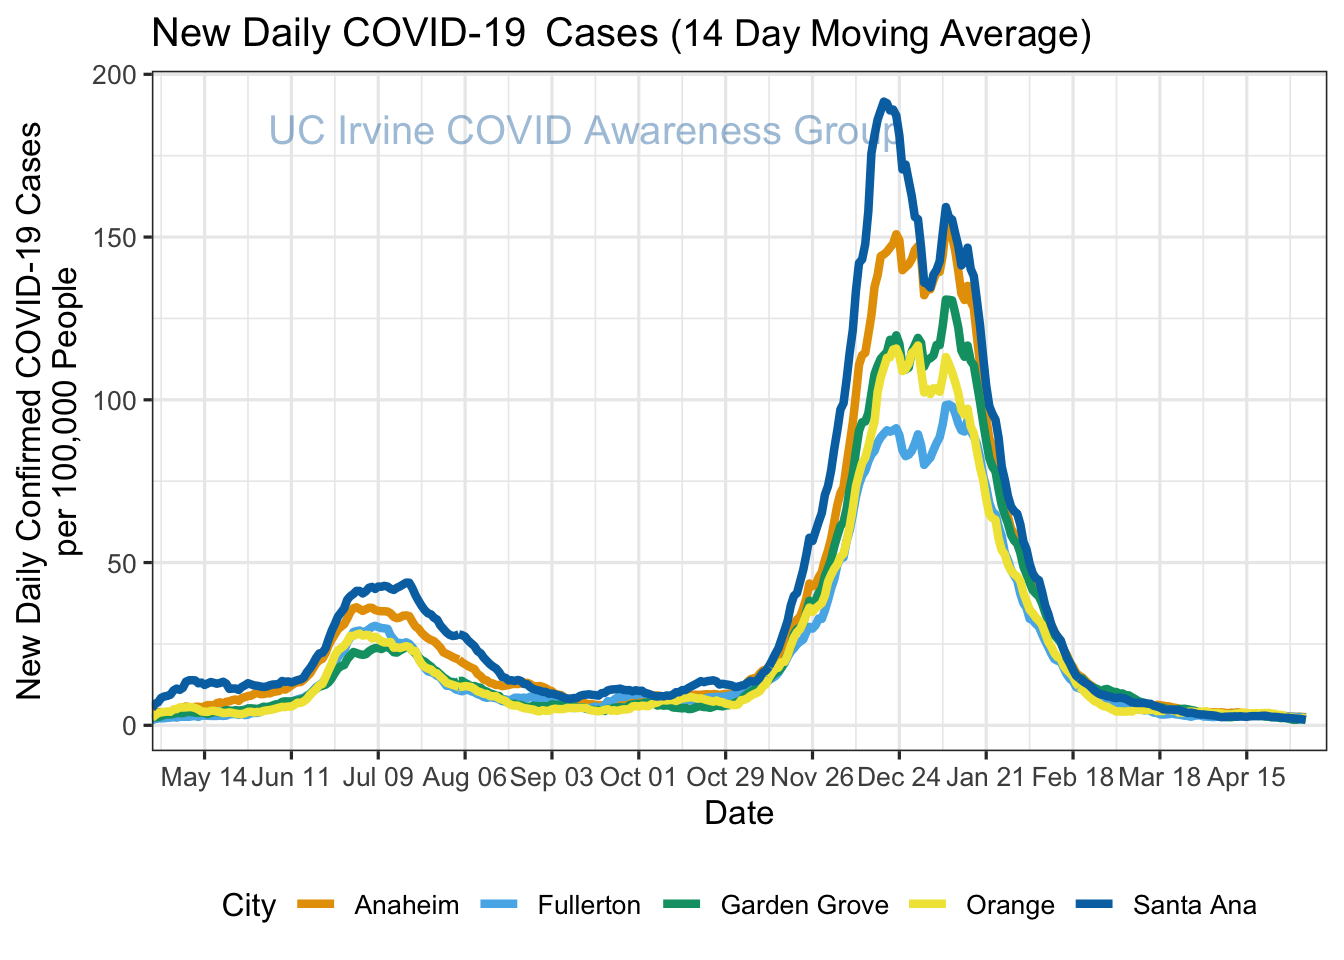 New Daily COVID-19 Cases (14 Day Moving Average)
UC Irvine COVID Awareness Group
New Daily Confirmed COVID-19 Cases
per 100,000 People
200
150
100
50
0
May 14 Jun 11 Jul 09 Aug 06 Sep 03 Oct 01 Oct 29 Nov 26 Dec 24 Jan 21 Feb 18 Mar 18 Apr 15
Date
City Anaheim Fullerton Garden Grove Orange Santa Ana